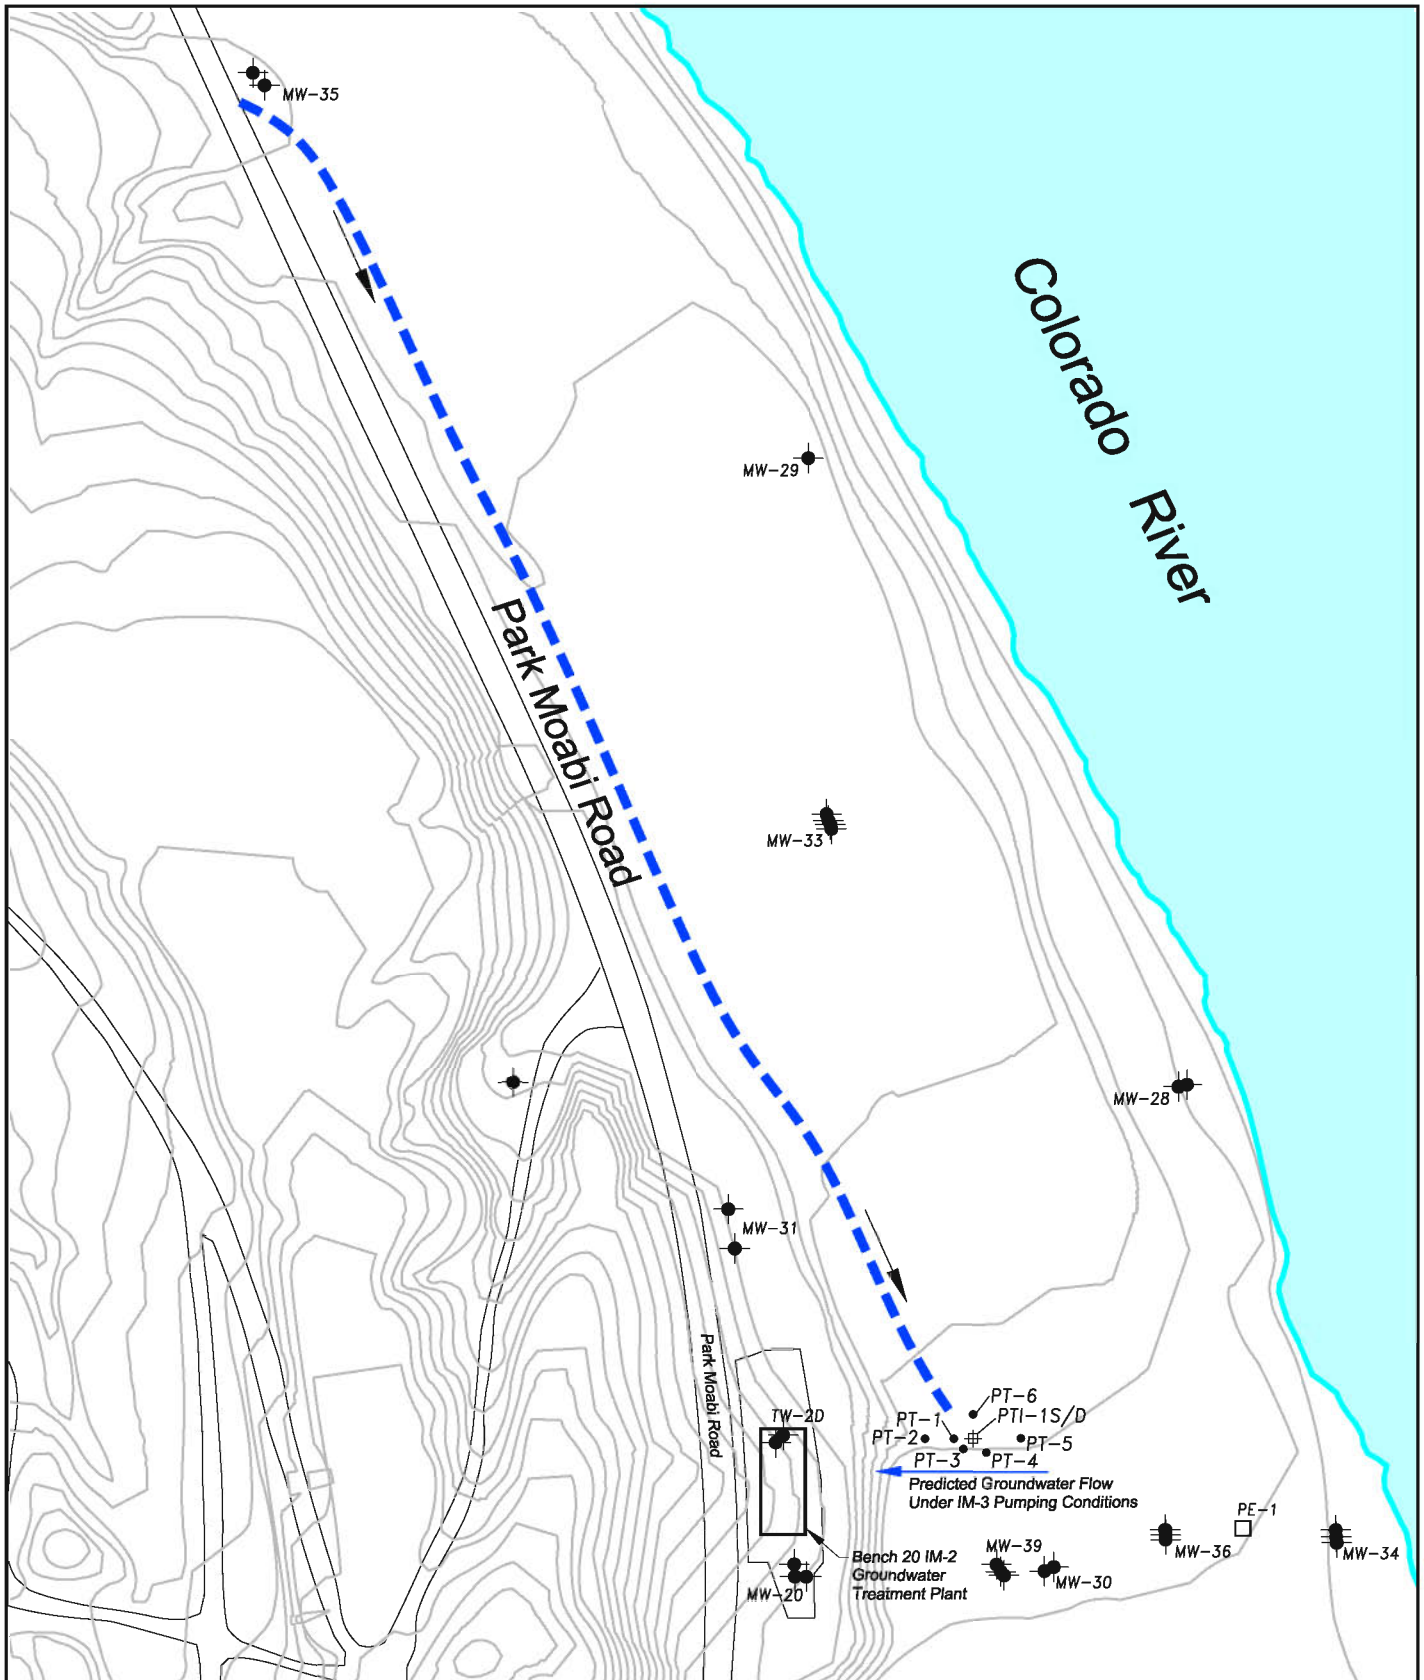 MW-35
Colorado River
MW-29
Park Moabi Road
MW-33
MW-28
MW-31
Park Moabi Road
TW-2D
PT-6
PT-1
PTI-1S/D
PT-2
PT-5
PT-3
PT-4
Predicted Groundwater Flow
Under IM-3 Pumping Conditions
PE-1
MW-36
MW-34
MW-39
MW-30
Bench 20 IM-2
Groundwater
Treatment Plant
MW-20